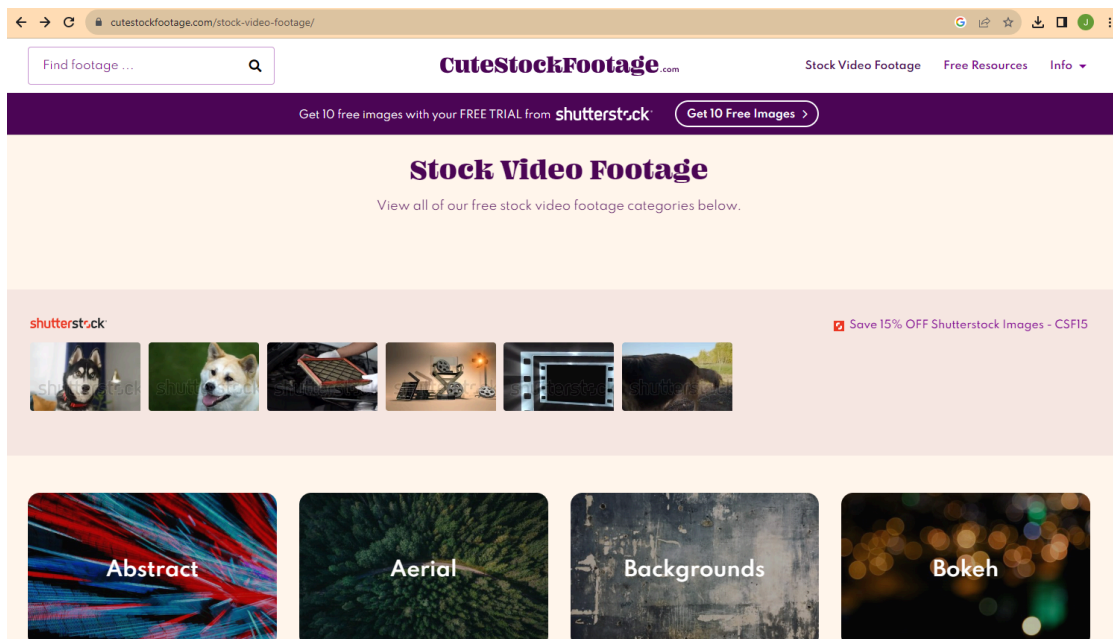 cutestockfootage.com/stock-video-footage/
Find footage ...
CuteStockFootage.com
Stock Video Footage
Free Resources
Info
Get 10 free images with your FREE TRIAL from shutterstock
Get 10 Free Images
Stock Video Footage
View all of our free stock video footage categories below.
shutterstock
Save 15% OFF Shutterstock Images - CSF15
Abstract
Aerial
Backgrounds
Bokeh